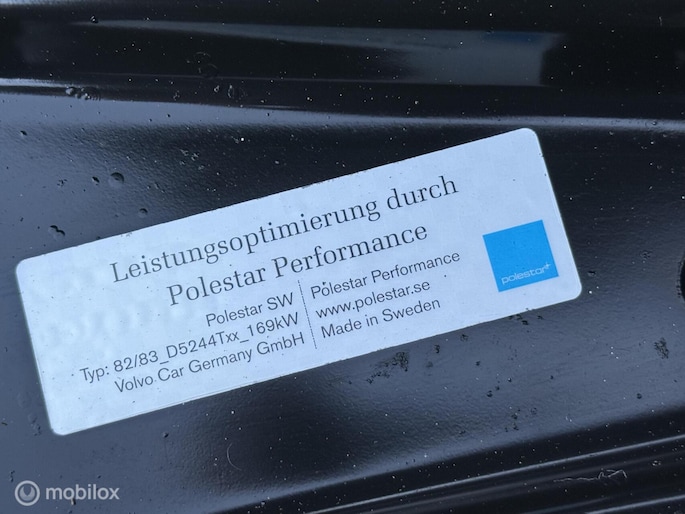 Leistungsoptimierung durch
Polestar Performance
Polestar SW
Typ: 82/83_D5244Txx_169kW
Volvo Car Germany GmbH
Polestar Performance
www.polestar.se
Made in Sweden
polestar
mobilox